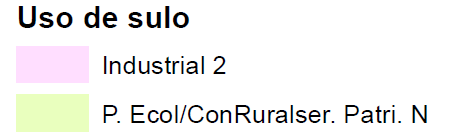 Uso de sulo
Industrial 2
P. Ecol/ConRuralser. Patri. N